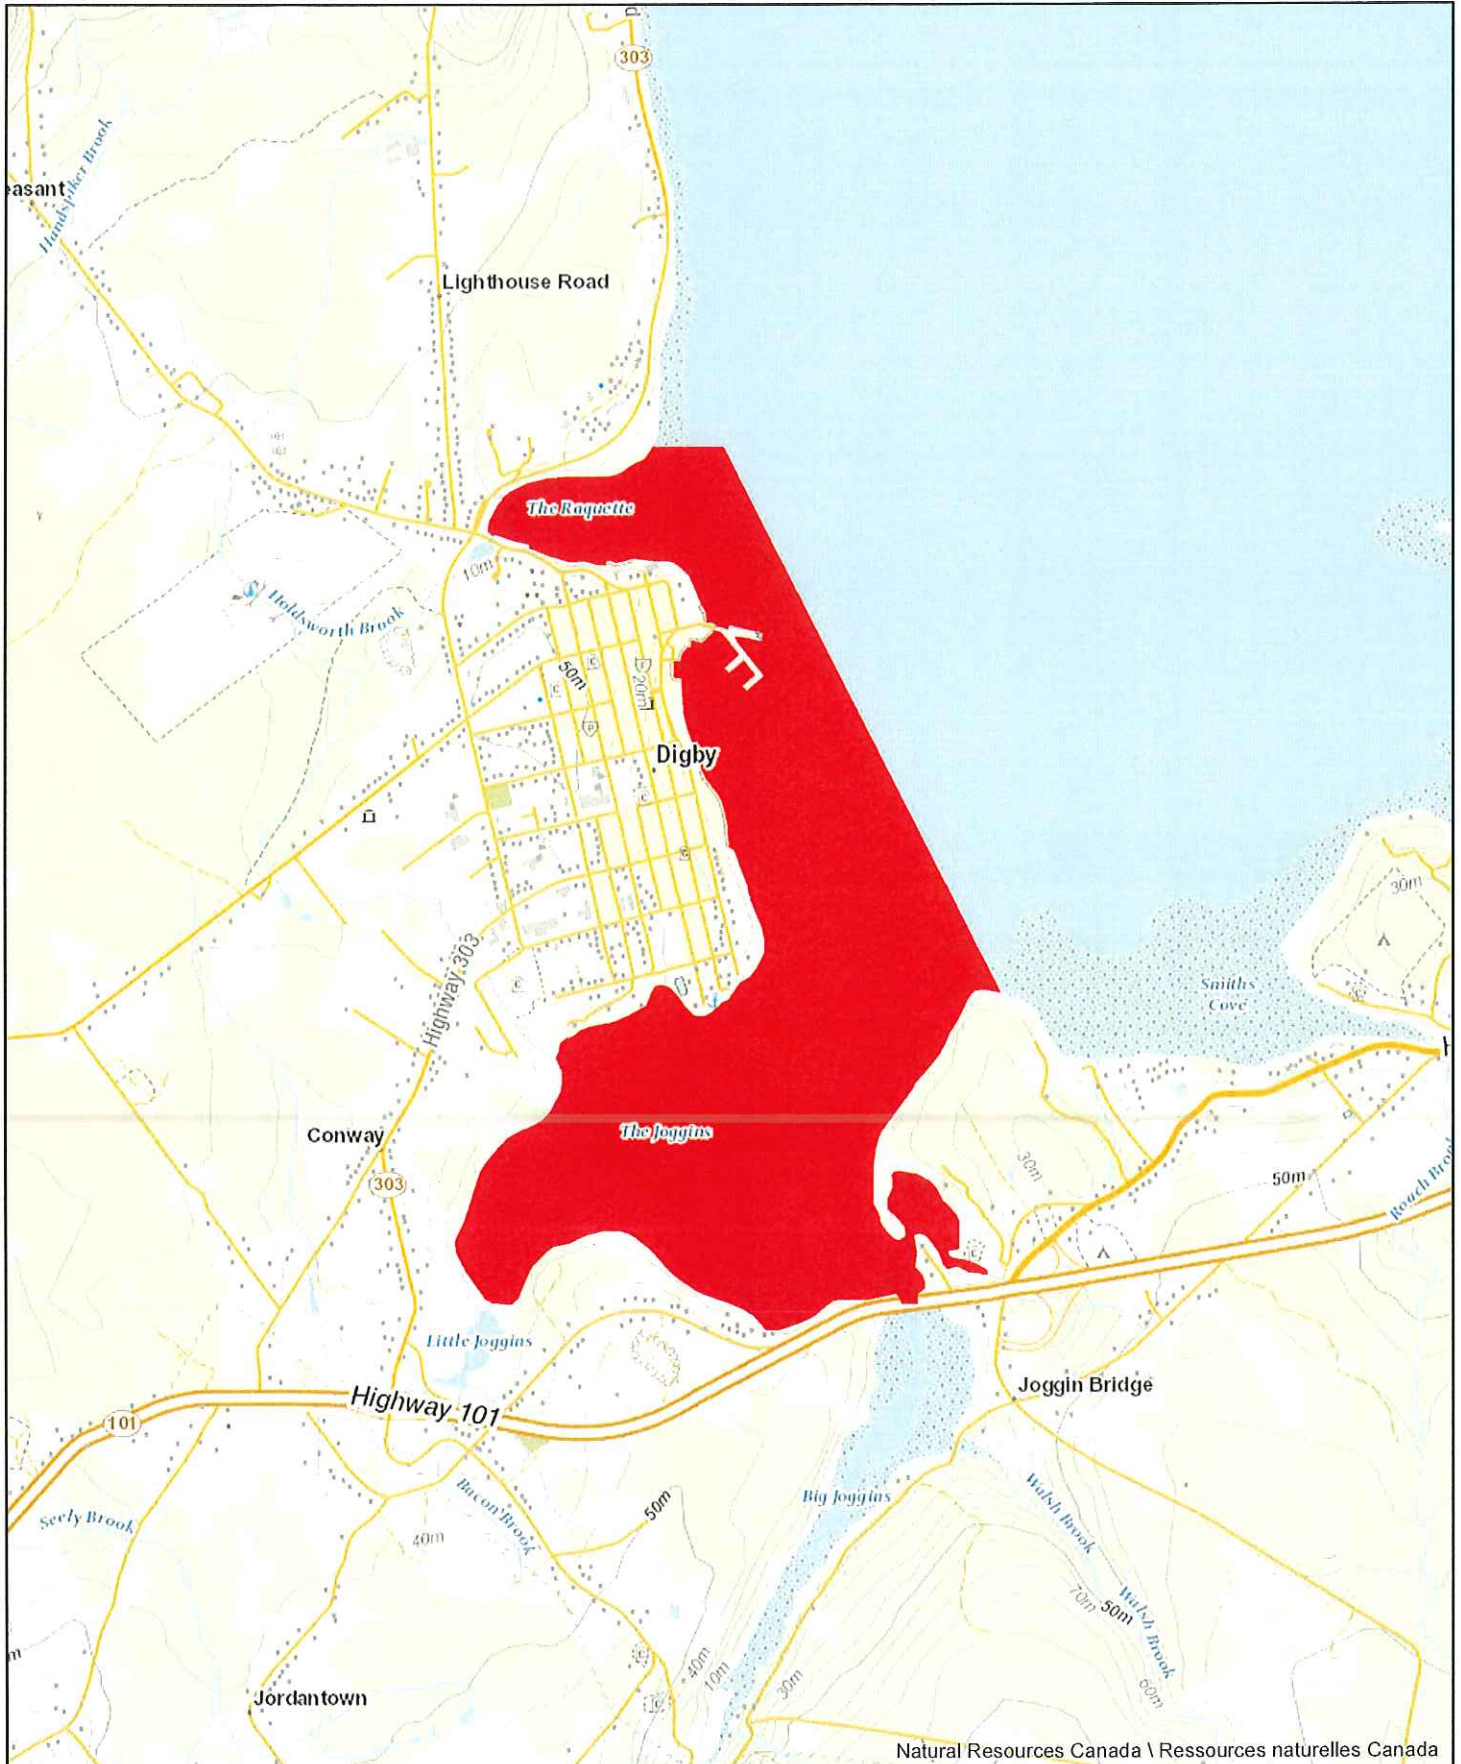 303
Handspiker Brook
easant
Lighthouse Road
The Raquette
10m
Holdsworth Brook
50m
20m
Digby
30m
Highway 303
Smiths
Cove
H
The Joggins
Conway
303
30m
50m
Roach Broo
Little Joggins
Highway 101
101
Joggin Bridge
Bacon Brook
Big Joggins
Walsh Brook
50m
Seely Brook
40m
70m
50m
Walsh Brook
m
40m
10m
30m
60m
Jordantown
Natural Resources Canada \ Ressources naturelles Canada